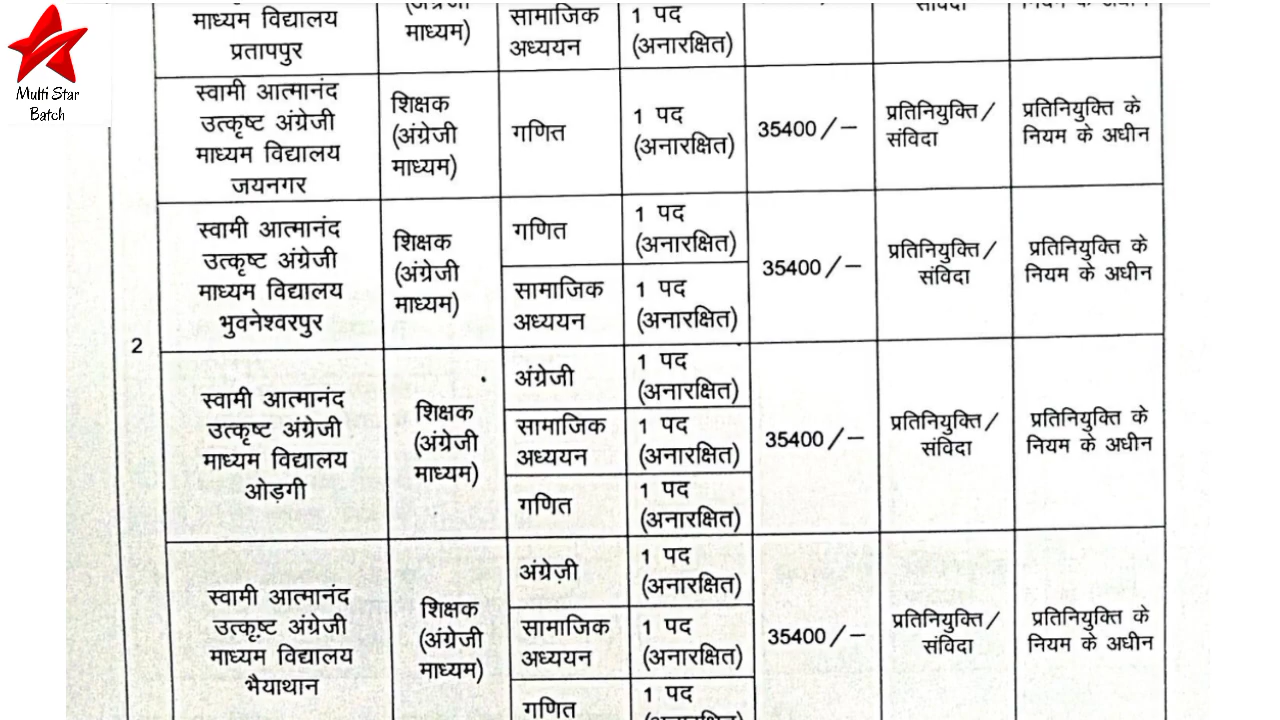 Multi Star
Batch
माध्यम विद्यालय
प्रतापपुर
माध्यम)
सामाजिक
अध्ययन
1 पद
(अनारक्षित)
संविदा
नियम के अधीन
स्वामी आत्मानंद
उत्कृष्ट अंग्रेजी
माध्यम विद्यालय
जयनगर
शिक्षक
(अंग्रेजी
माध्यम)
गणित
1 पद
(अनारक्षित)
35400/-
प्रतिनियुक्ति/
संविदा
प्रतिनियुक्ति के
नियम के अधीन
2
स्वामी आत्मानंद
उत्कृष्ट अंग्रेजी
माध्यम विद्यालय
भुवनेश्वरपुर
शिक्षक
(अंग्रेजी
माध्यम)
गणित
1 पद
(अनारक्षित)
सामाजिक
अध्ययन
1 पद
(अनारक्षित)
35400/-
प्रतिनियुक्ति/
संविदा
प्रतिनियुक्ति के
नियम के अधीन
स्वामी आत्मानंद
उत्कृष्ट अंग्रेजी
माध्यम विद्यालय
ओड़गी
शिक्षक
(अंग्रेजी
माध्यम)
अंग्रेजी
1 पद
(अनारक्षित)
सामाजिक
अध्ययन
1 पद
(अनारक्षित)
गणित
1 पद
(अनारक्षित)
35400/-
प्रतिनियुक्ति/
संविदा
प्रतिनियुक्ति के
नियम के अधीन
स्वामी आत्मानंद
उत्कृष्ट अंग्रेजी
माध्यम विद्यालय
भैयाथान
शिक्षक
(अंग्रेजी
माध्यम)
अंग्रेजी
1 पद
(अनारक्षित)
सामाजिक
अध्ययन
1 पद
(अनारक्षित)
गणित
1 पद
35400/-
प्रतिनियुक्ति/
संविदा
प्रतिनियुक्ति के
नियम के अधीन